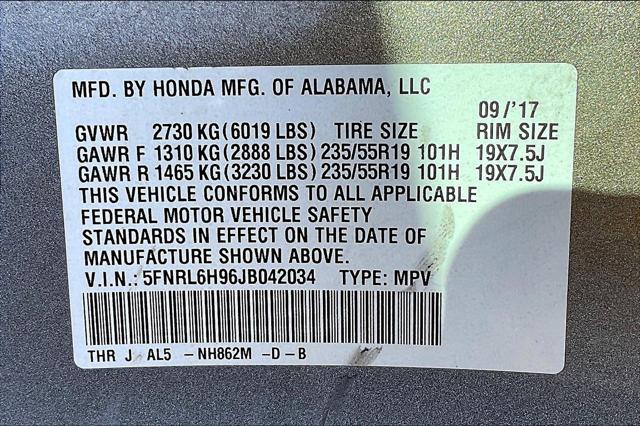 MFD. BY HONDA MFG. OF ALABAMA, LLC
09/'17
GVWR 2730 KG(6019 LBS) TIRE SIZE RIM SIZE
GAWR F 1310 KG(2888 LBS) 235/55R19 101H 19X7.5J
GAWR R 1465 KG(3230 LBS) 235/55R19 101H 19X7.5J
THIS VEHICLE CONFORMS TO ALL APPLICABLE
FEDERAL MOTOR VEHICLE SAFETY
STANDARDS IN EFFECT ON THE DATE OF
MANUFACTURE SHOWN ABOVE.
V.I.N.: 5FNRL6H96JB042034 TYPE: MPV
THR J AL5 -NH862M -D-B